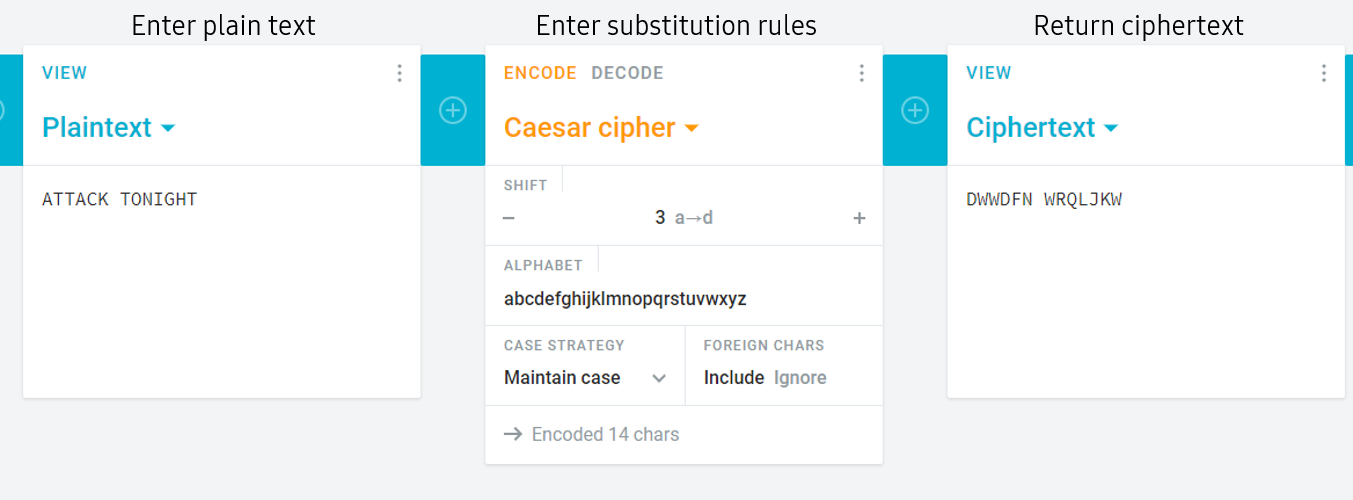 Enter plain text
VIEW
Plaintext
ATTACK TONIGHT
Enter substitution rules
ENCODE DECODE
Caesar cipher
SHIFT
− 3 a→d +
ALPHABET
abcdefghijklmnopqrstuvwxyz
CASE STRATEGY
Maintain case
FOREIGN CHARS
Include Ignore
→ Encoded 14 chars
Return ciphertext
VIEW
Ciphertext
DWWDFN WRQLJKW